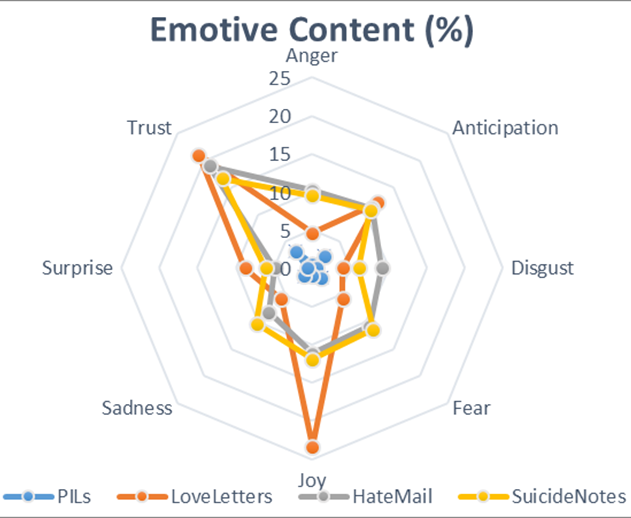 Emotive Content (%)
Anger
25
Trust
20
Anticipation
15
10
5
Surprise
0
Disgust
Sadness
Fear
Joy
PILs LoveLetters HateMail SuicideNotes